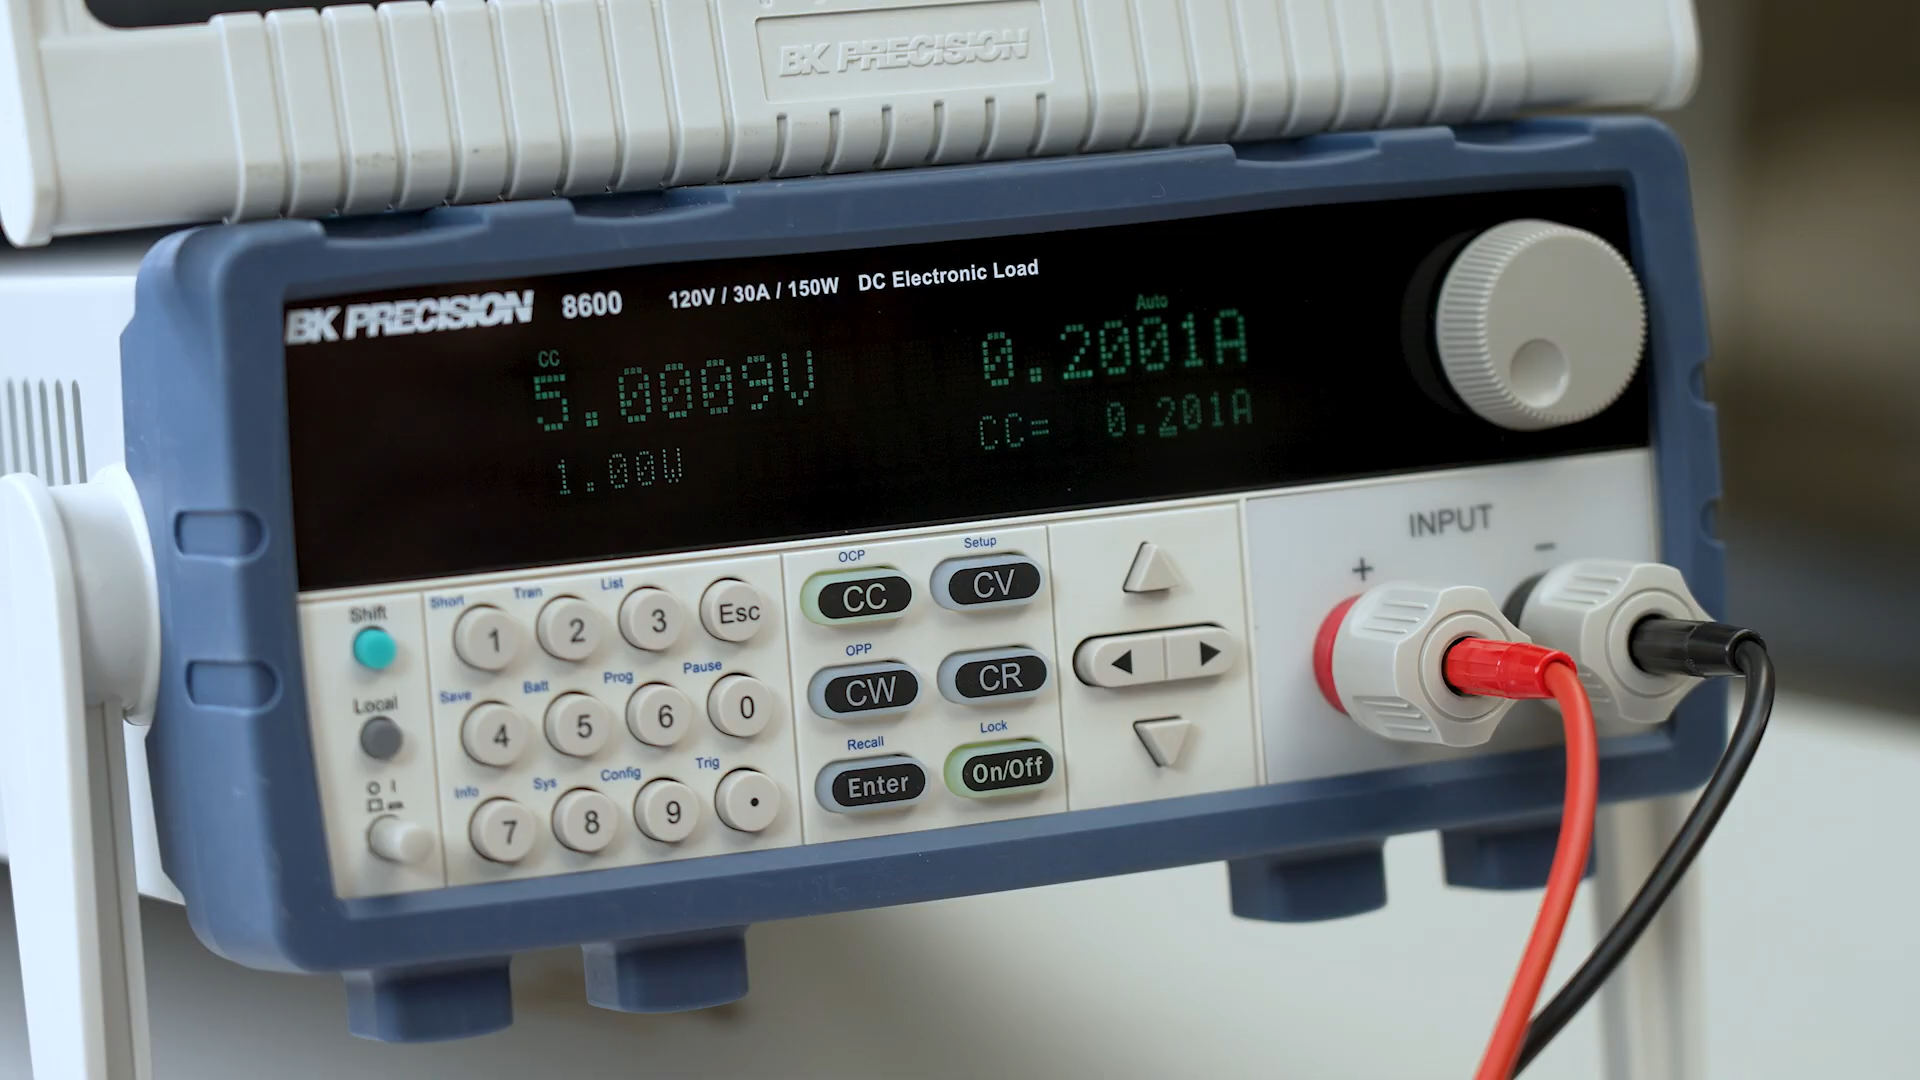 BK PRECISION
BK PRECISION 8600 120V / 30A / 150W DC Electronic Load
CC Auto
5.0009V 0.2001A
1.00W CC= 0.201A
INPUT
+ −
Shift
Local
Short Tran List
1 2 3 Esc
Save Batt Prog Pause
4 5 6 0
Info Sys Config Trig
7 8 9 •
OCP Setup
CC CV
OPP
CW CR
Recall Lock
Enter On/Off